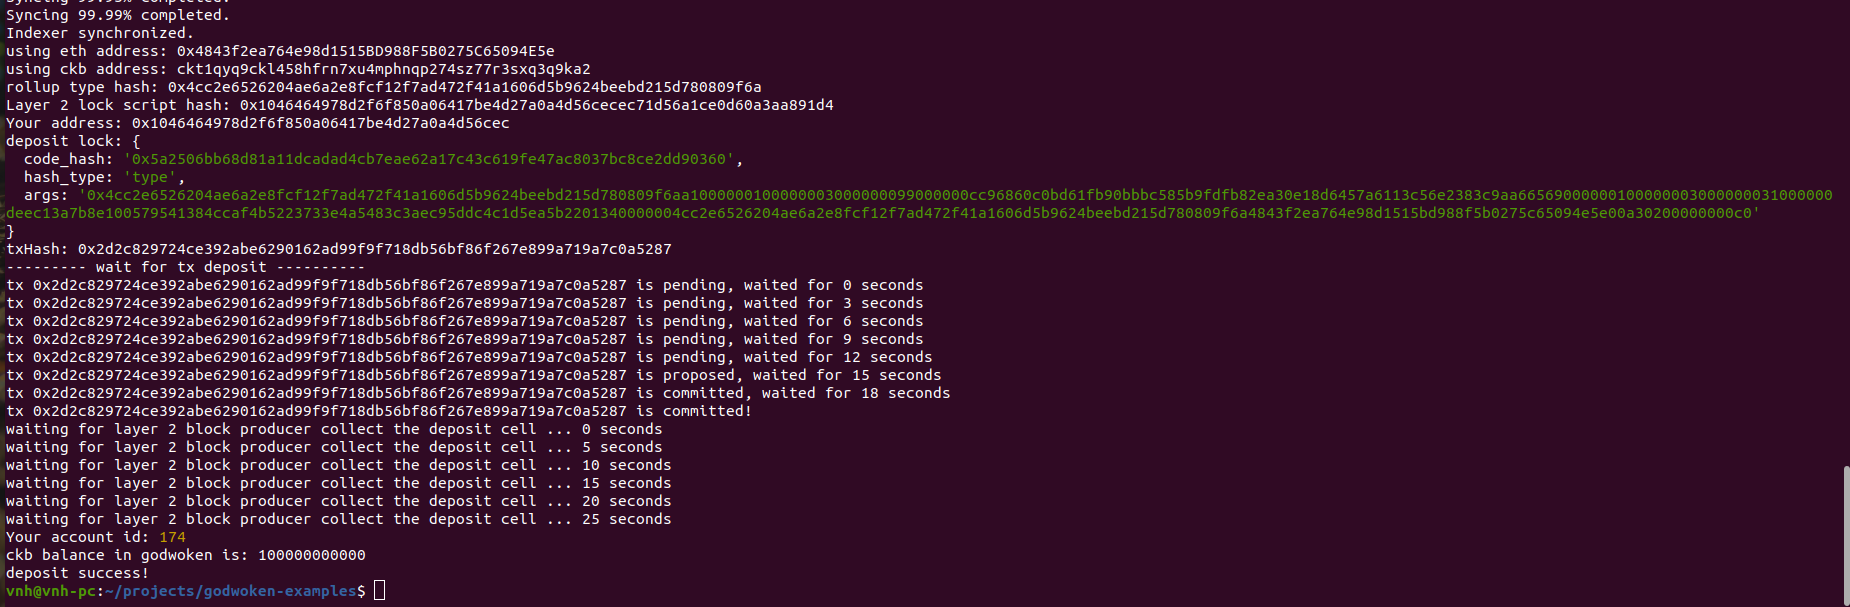 Syncing 99.99% completed.
Indexer synchronized.
using eth address: 0x4843f2ea764e98d1515BD988F5B0275C65094E5e
using ckb address: ckt1qyq9ckl458hfrn7xu4mphnqp274sz77r3sxq3q9ka2
rollup type hash: 0x4cc2e6526204ae6a2e8fcf12f7ad472f41a1606d5b9624beebd215d780809f6a
Layer 2 lock script hash: 0x1046464978d2f6f850a06417be4d27a0a4d56cecec71d56a1ce0d60a3aa891d4
Your address: 0x1046464978d2f6f850a06417be4d27a0a4d56cec
deposit lock: {
  code_hash: '0x5a2506bb68d81a11dcadad4cb7eae62a17c43c619fe47ac8037bc8ce2dd90360',
  hash_type: 'type',
  args: '0x4cc2e6526204ae6a2e8fcf12f7ad472f41a1606d5b9624beebd215d780809f6aa10000001000000003000000099000000cc96860c0bd61fb90bbbc585b9fdfb82ea30e18d6457a6113c56e2383c9aa66569000000100000003000000031000000
deec13a7b8e100579541384ccaf4b5223733e4a5483c3aec95ddc4c1d5ea5b2201340000004cc2e6526204ae6a2e8fcf12f7ad472f41a1606d5b9624beebd215d780809f6a4843f2ea764e98d1515bd988f5b0275c65094e5e00a30200000000c0'
}
txHash: 0x2d2c829724ce392abe6290162ad99f9f718db56bf86f267e899a719a7c0a5287
--------- wait for tx deposit ----------
tx 0x2d2c829724ce392abe6290162ad99f9f718db56bf86f267e899a719a7c0a5287 is pending, waited for 0 seconds
tx 0x2d2c829724ce392abe6290162ad99f9f718db56bf86f267e899a719a7c0a5287 is pending, waited for 3 seconds
tx 0x2d2c829724ce392abe6290162ad99f9f718db56bf86f267e899a719a7c0a5287 is pending, waited for 6 seconds
tx 0x2d2c829724ce392abe6290162ad99f9f718db56bf86f267e899a719a7c0a5287 is pending, waited for 9 seconds
tx 0x2d2c829724ce392abe6290162ad99f9f718db56bf86f267e899a719a7c0a5287 is pending, waited for 12 seconds
tx 0x2d2c829724ce392abe6290162ad99f9f718db56bf86f267e899a719a7c0a5287 is proposed, waited for 15 seconds
tx 0x2d2c829724ce392abe6290162ad99f9f718db56bf86f267e899a719a7c0a5287 is committed, waited for 18 seconds
tx 0x2d2c829724ce392abe6290162ad99f9f718db56bf86f267e899a719a7c0a5287 is committed!
waiting for layer 2 block producer collect the deposit cell ... 0 seconds
waiting for layer 2 block producer collect the deposit cell ... 5 seconds
waiting for layer 2 block producer collect the deposit cell ... 10 seconds
waiting for layer 2 block producer collect the deposit cell ... 15 seconds
waiting for layer 2 block producer collect the deposit cell ... 20 seconds
waiting for layer 2 block producer collect the deposit cell ... 25 seconds
Your account id: 174
ckb balance in godwoken is: 100000000000
deposit success!
vnh@vnh-pc:~/projects/godwoken-examples$